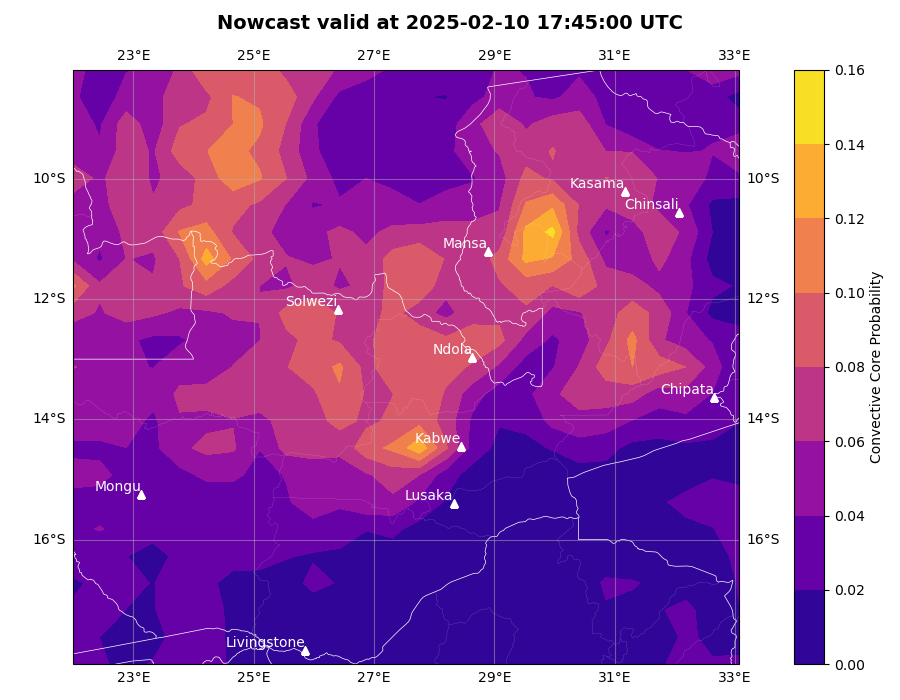 Nowcast valid at 2025-02-10 17:45:00 UTC
23°E 25°E 27°E 29°E 31°E 33°E
0.16
0.14
0.12
0.10
0.08
0.06
0.04
0.02
0.00
Convective Core Probability
10°S 10°S
12°S 12°S
14°S 14°S
16°S 16°S
Kasama
Chinsali
Mansa
Solwezi
Ndola
Chipata
Kabwe
Mongu
Lusaka
Livingstone
23°E 25°E 27°E 29°E 31°E 33°E